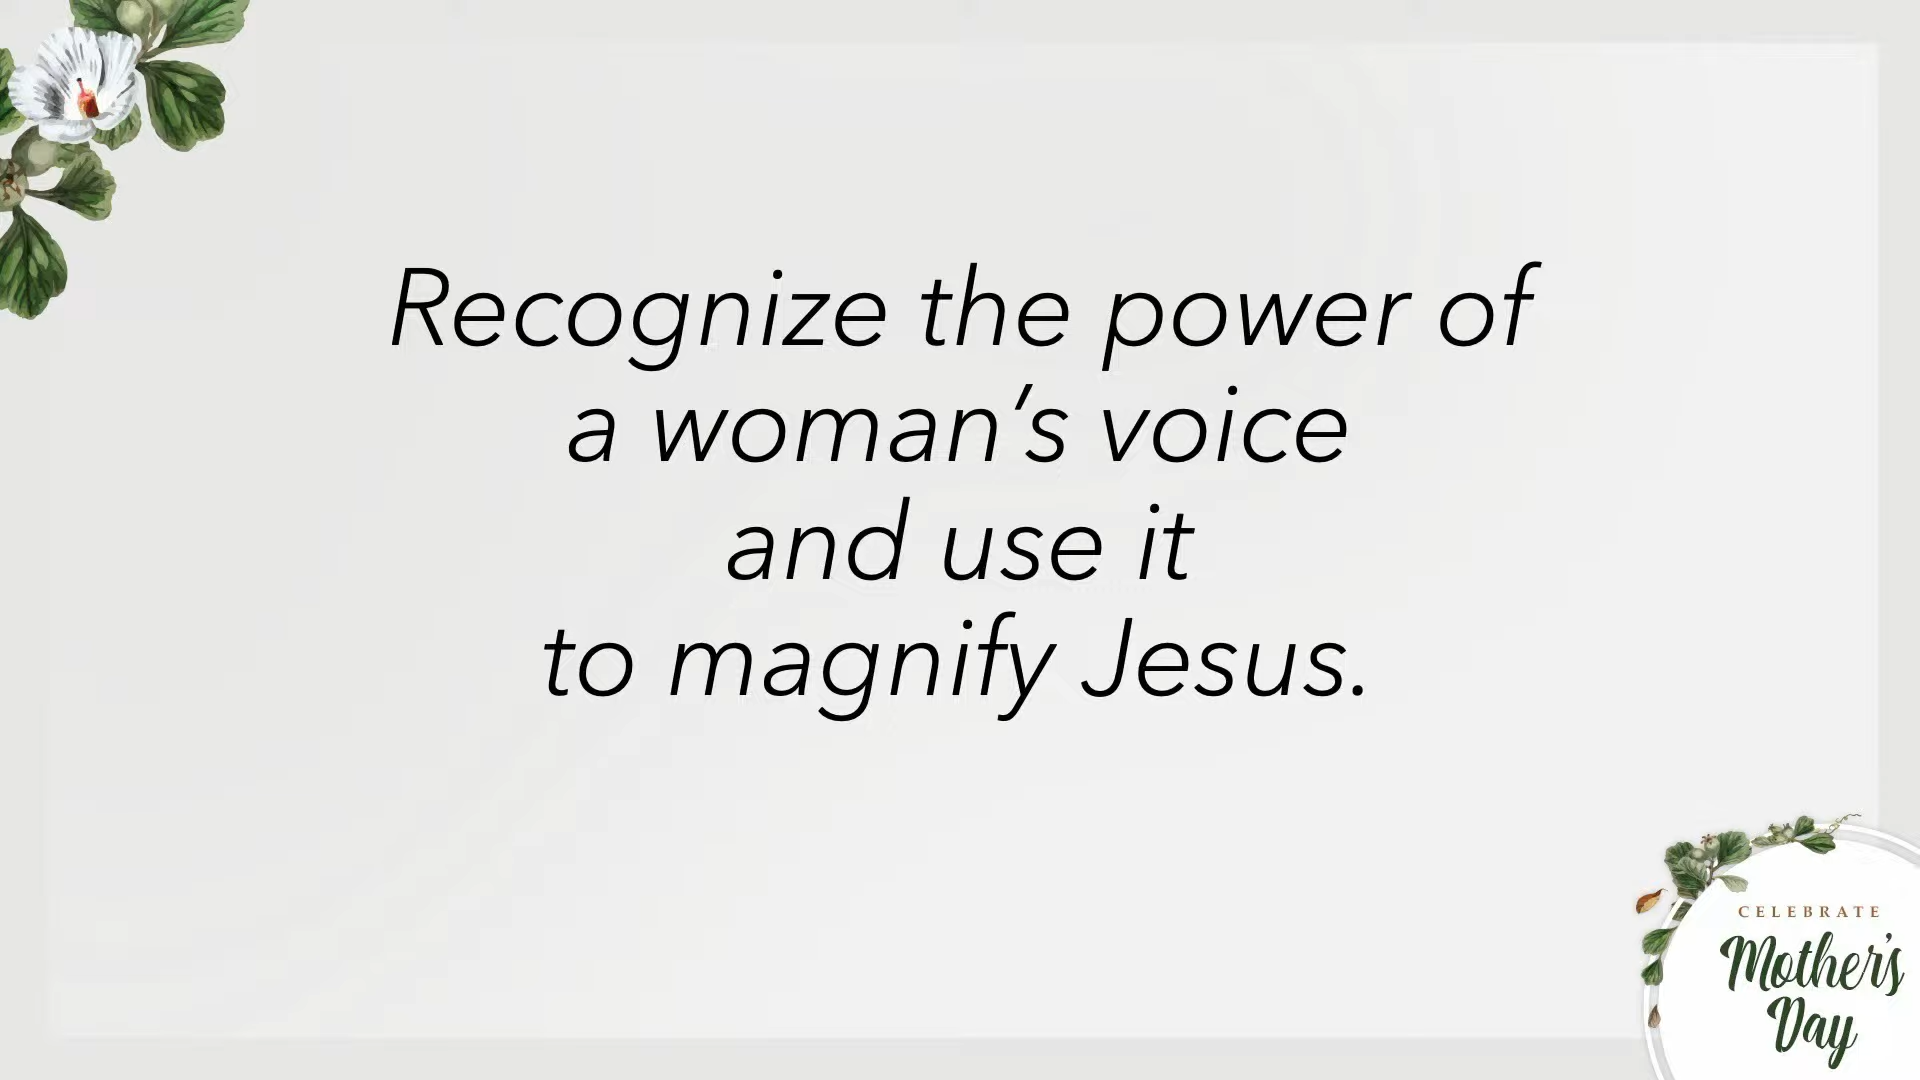 Recognize the power of
a woman’s voice
and use it
to magnify Jesus.
CELEBRATE
Mother's
Day